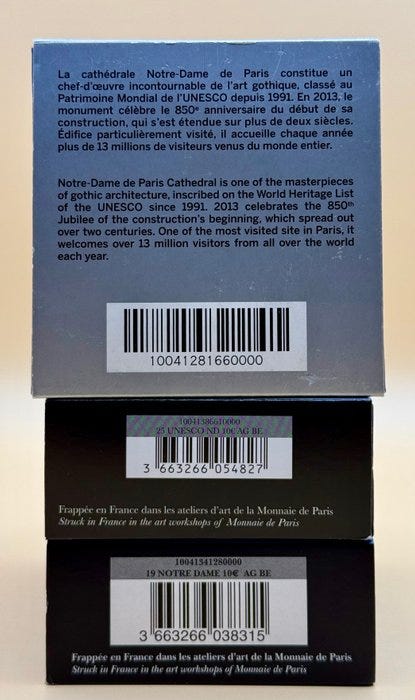 La cathédrale Notre-Dame de Paris constitue un
chef-d'œuvre incontournable de l'art gothique, classé au
Patrimoine Mondial de l'UNESCO depuis 1991. En 2013, le
monument célèbre le 850e anniversaire du début de sa
construction, qui s'est étendue sur plus de deux siècles.
Édifice particulièrement visité, il accueille chaque année
plus de 13 millions de visiteurs venus du monde entier.
Notre-Dame de Paris Cathedral is one of the masterpieces
of gothic architecture, inscribed on the World Heritage List
of the UNESCO since 1991. 2013 celebrates the 850th
Jubilee of the construction's beginning, which spread out
over two centuries. One of the most visited site in Paris, it
welcomes over 13 million visitors from all over the world
each year.
10041281660000
10041386610000
25 UNESCO ND 10€ AG BE
3 663266 054827
Frappée en France dans les ateliers d'art de la Monnaie de Paris
Struck in France in the art workshops of Monnaie de Paris
10041341280000
19 NOTRE DAME 10€ AG BE
3 663266 038315
Frappée en France dans les ateliers d'art de la Monnaie de Paris
Struck in France in the art workshops of Monnaie de Paris